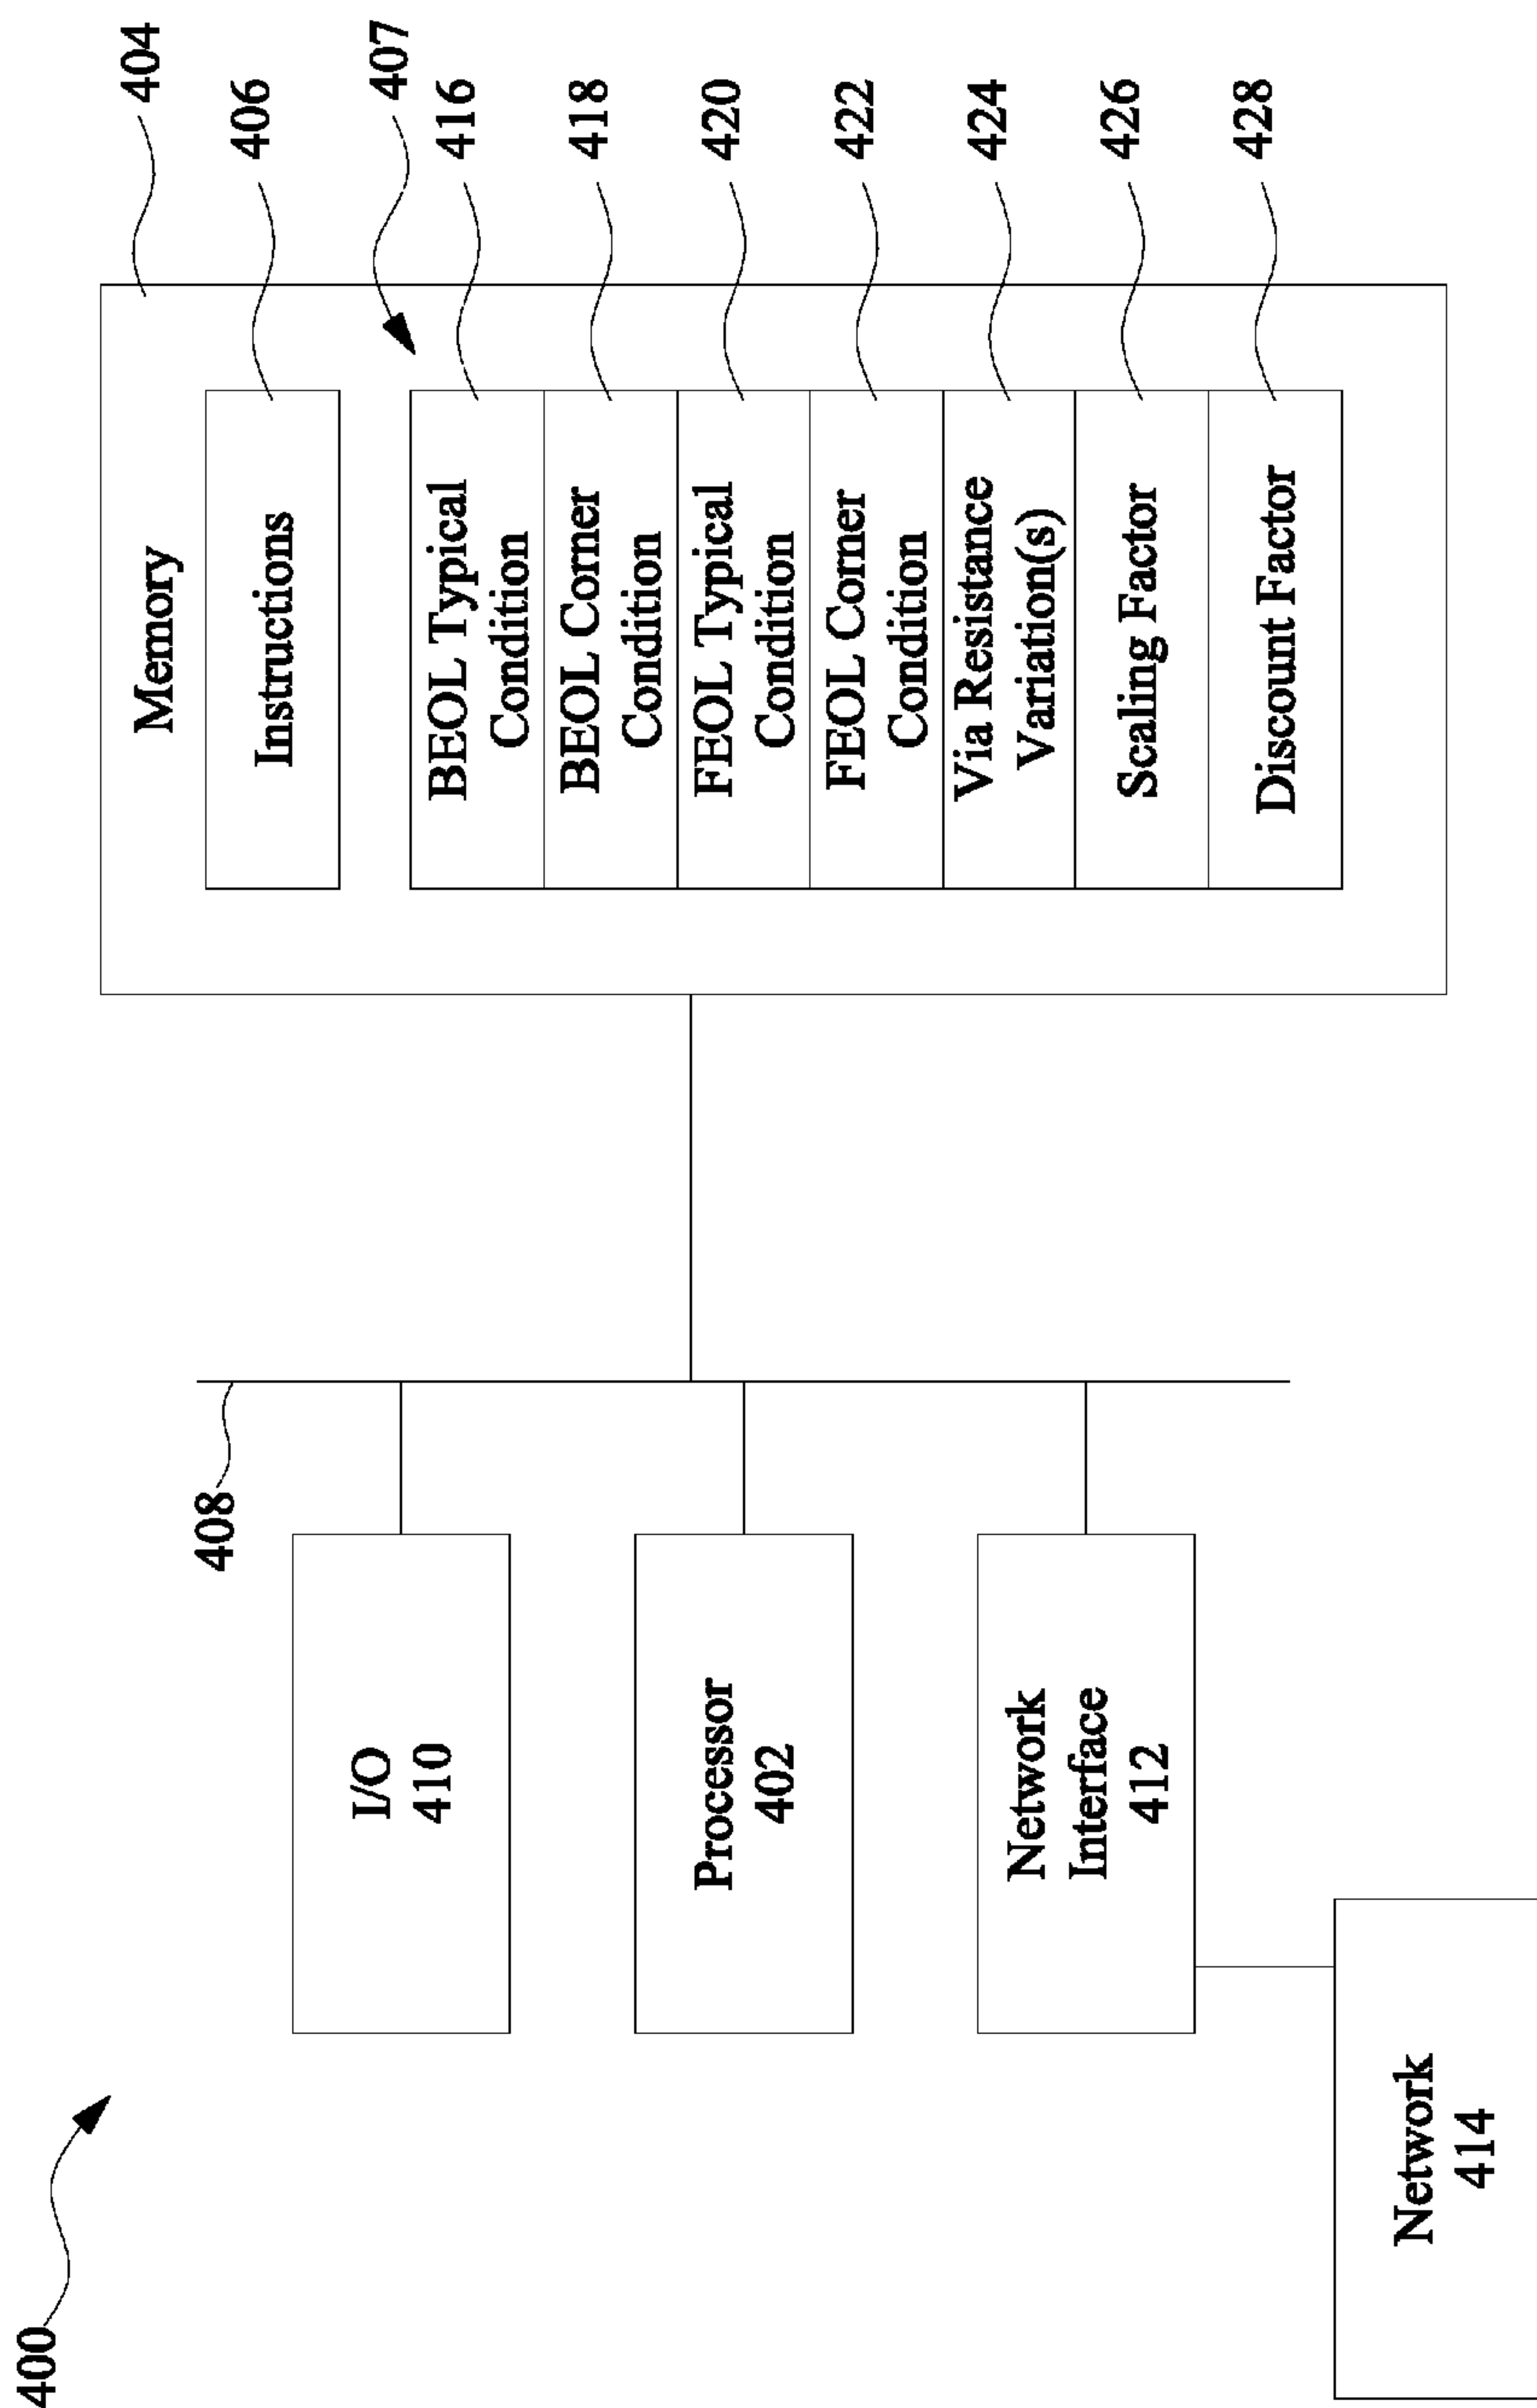 400
408
I/O
410
Processor
402
Network
Interface
412
Network
414
Memory
Instructions
BEOL Typical
Condition
BEOL Corner
Condition
FEOL Typical
Condition
FEOL Corner
Condition
Via Resistance
Variation(s)
Scaling Factor
Discount Factor
404
406
407
416
418
420
422
424
426
428